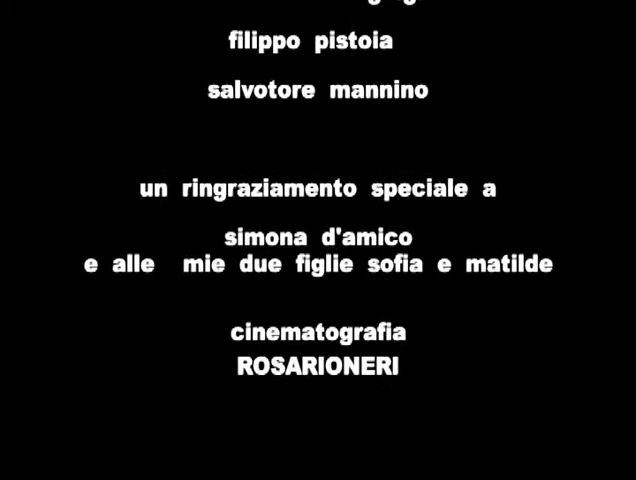 filippo pistoia
salvotore mannino
un ringraziamento speciale a
simona d'amico
e alle mie due figlie sofia e matilde
cinematografia
ROSARIONERI